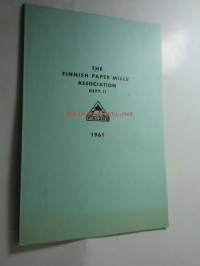 THE
FINNISH PAPER MILLS'
ASSOCIATION
DEPT. II
1961